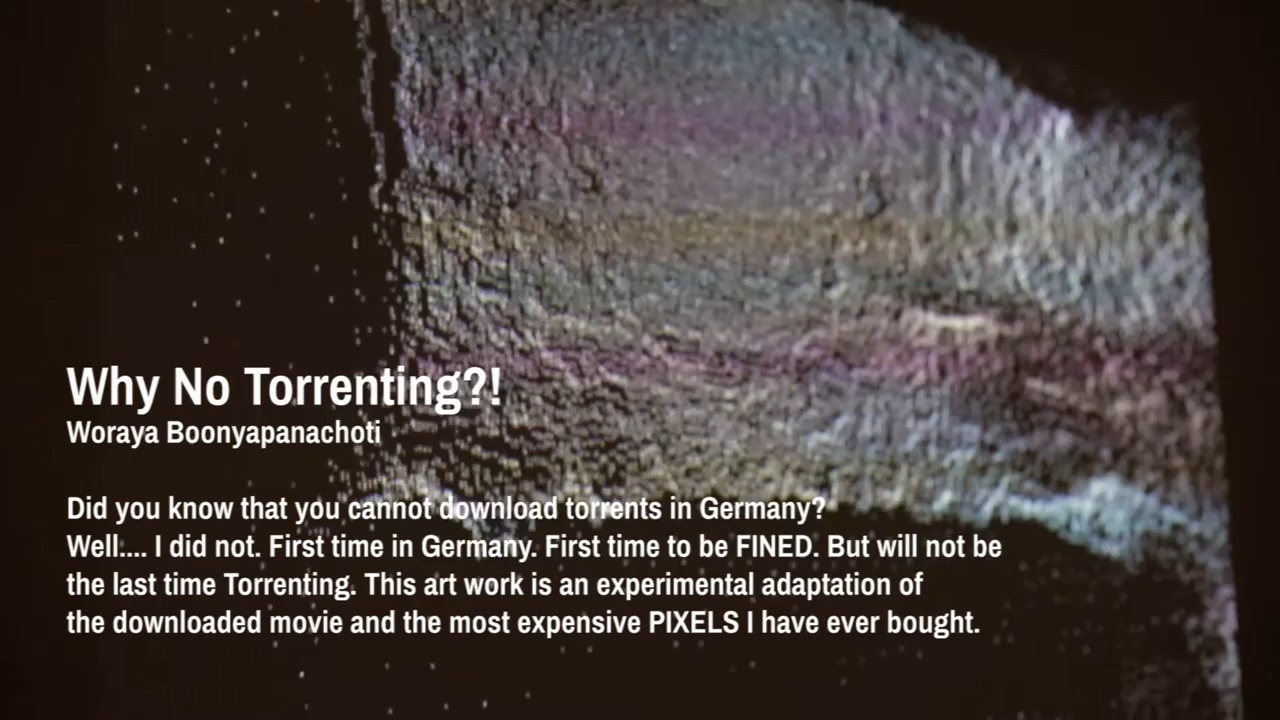 Why No Torrenting?!
Woraya Boonyapanachoti
Did you know that you cannot download torrents in Germany?
Well.... I did not. First time in Germany. First time to be FINED. But will not be
the last time Torrenting. This art work is an experimental adaptation of
the downloaded movie and the most expensive PIXELS I have ever bought.